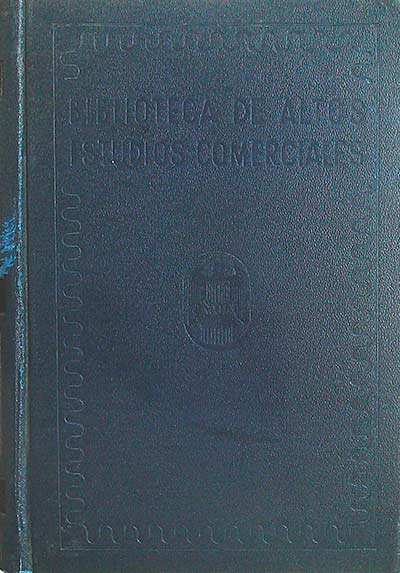 BIBLIOTECA DE ALTOS
ESTUDIOS COMERCIALES